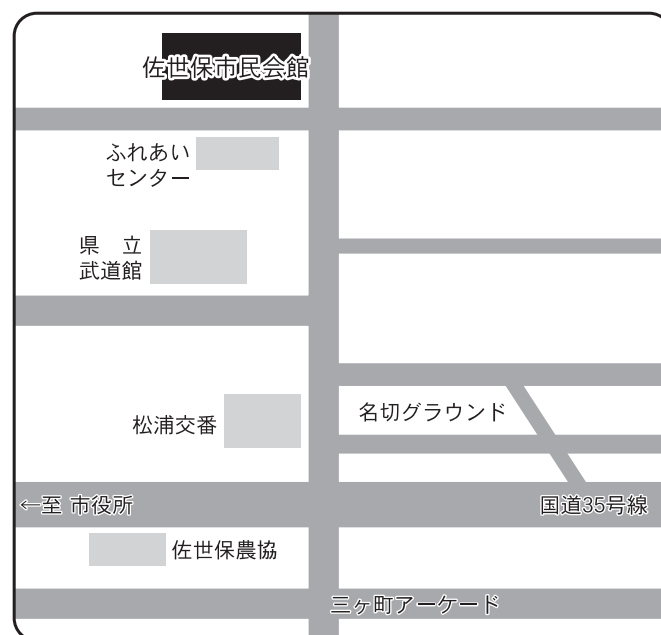 佐世保市民会館
ふれあい
センター
県　立
武道館
松浦交番
名切グラウンド
←至 市役所
国道35号線
佐世保農協
三ヶ町アーケード